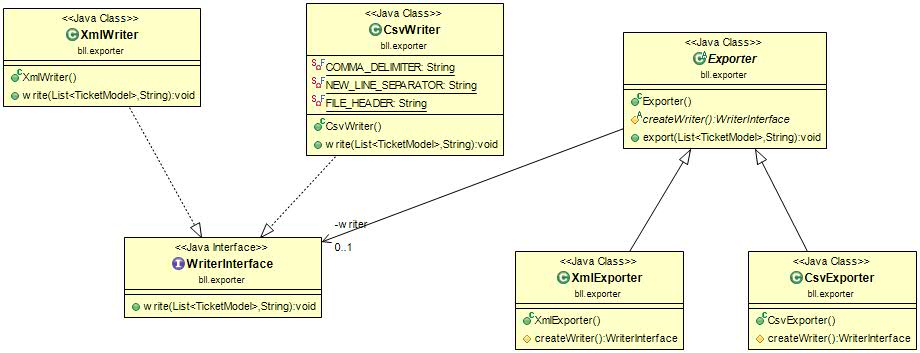 <<Java Class>>
XmlWriter
bll.exporter
XmlWriter()
write(List<TicketModel>,String):void
<<Java Class>>
CsvWriter
bll.exporter
COMMA_DELIMITER: String
NEW_LINE_SEPARATOR: String
FILE_HEADER: String
CsvWriter()
write(List<TicketModel>,String):void
<<Java Class>>
Exporter
bll.exporter
Exporter()
createWriter():WriterInterface
export(List<TicketModel>,String):void
-writer
0..1
<<Java Interface>>
WriterInterface
bll.exporter
write(List<TicketModel>,String):void
<<Java Class>>
XmlExporter
bll.exporter
XmlExporter()
createWriter():WriterInterface
<<Java Class>>
CsvExporter
bll.exporter
CsvExporter()
createWriter():WriterInterface